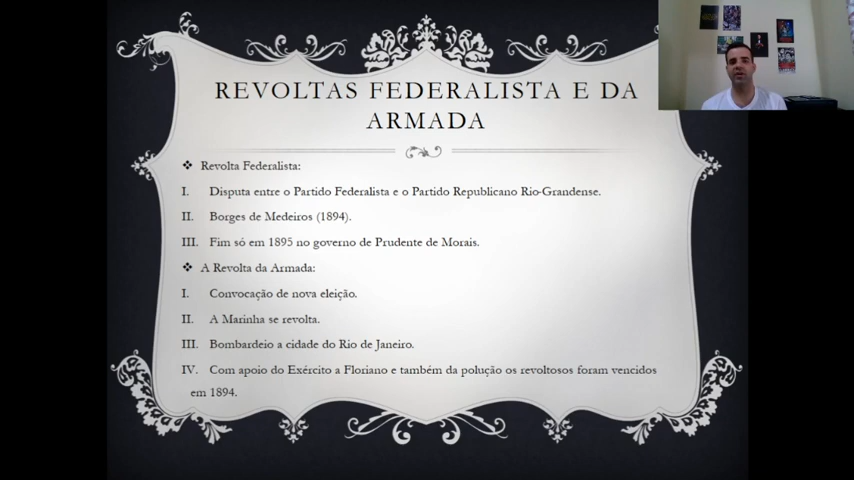 REVOLTAS FEDERALISTA E DA
ARMADA
❖ Revolta Federalista:
I. Disputa entre o Partido Federalista e o Partido Republicano Rio-Grandense.
II. Borges de Medeiros (1894).
III. Fim só em 1895 no governo de Prudente de Morais.
❖ A Revolta da Armada:
I. Convocação de nova eleição.
II. A Marinha se revolta.
III. Bombardeio a cidade do Rio de Janeiro.
IV. Com apoio do Exército a Floriano e também da polução os revoltosos foram vencidos
em 1894.